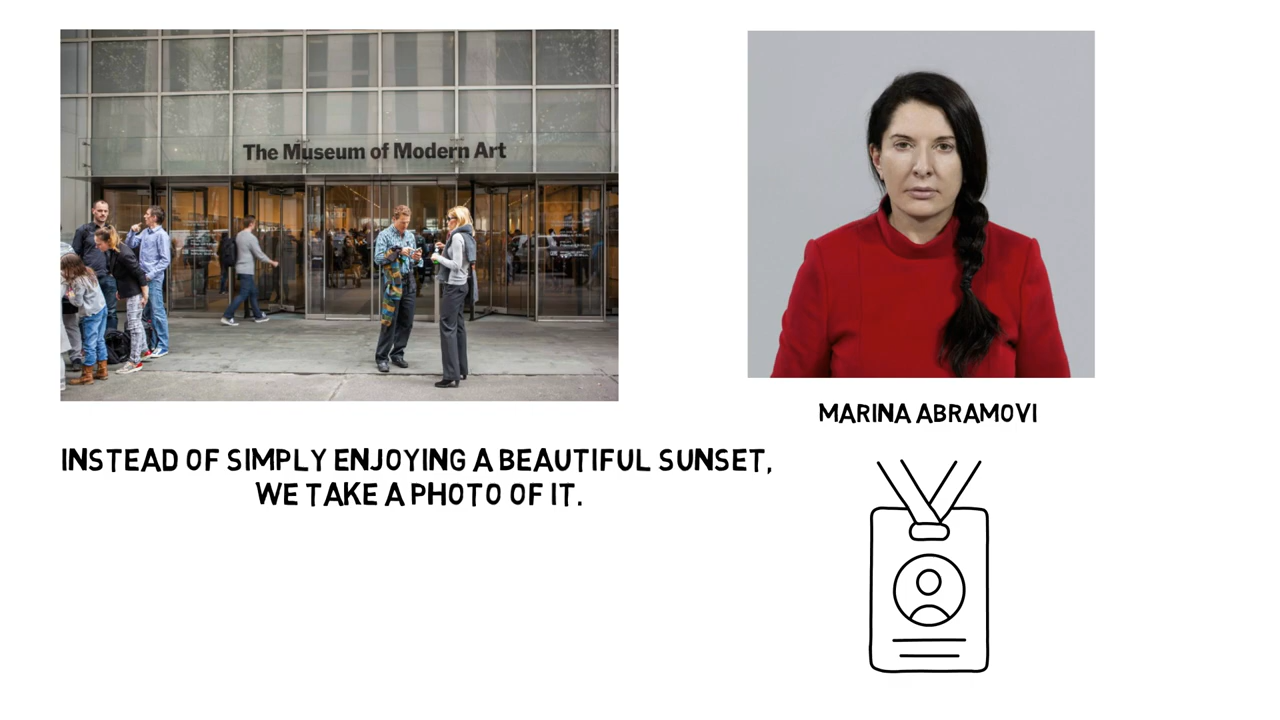 The Museum of Modern Art
MARINA ABRAMOVI
INSTEAD OF SIMPLY ENJOYING A BEAUTIFUL SUNSET,
WE TAKE A PHOTO OF IT.